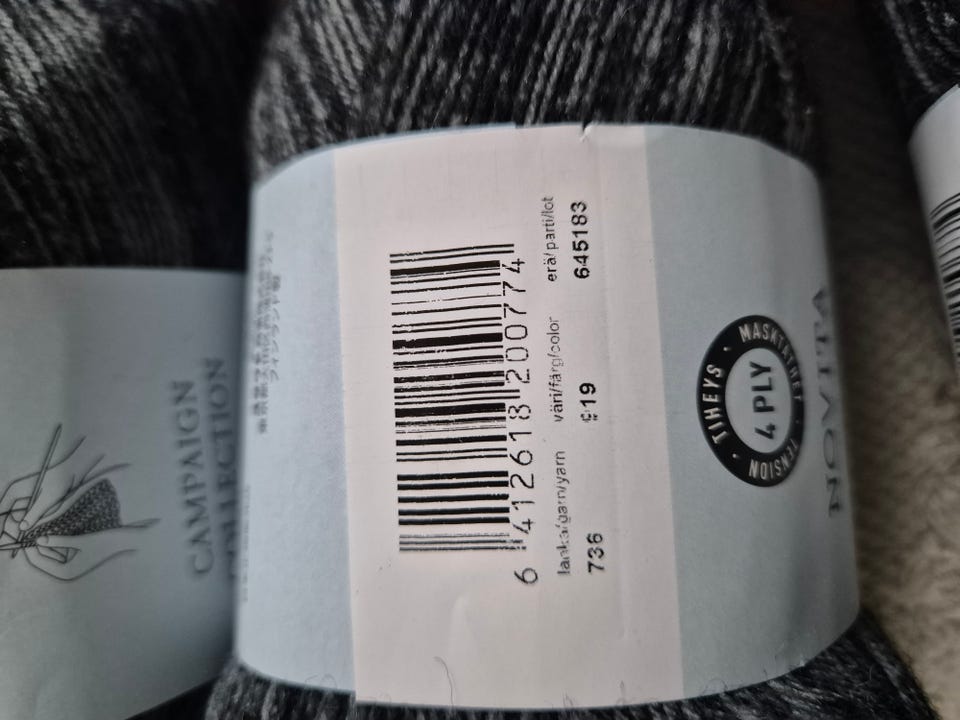 CAMPAIGN
COLLECTION
6 412618 200774
lanka/garn/yarn väri/färg/color erä/parti/lot
736 019 645183
TIHEYS · MASKTÄTHET · TENSION ·
4 PLY
NOVITA